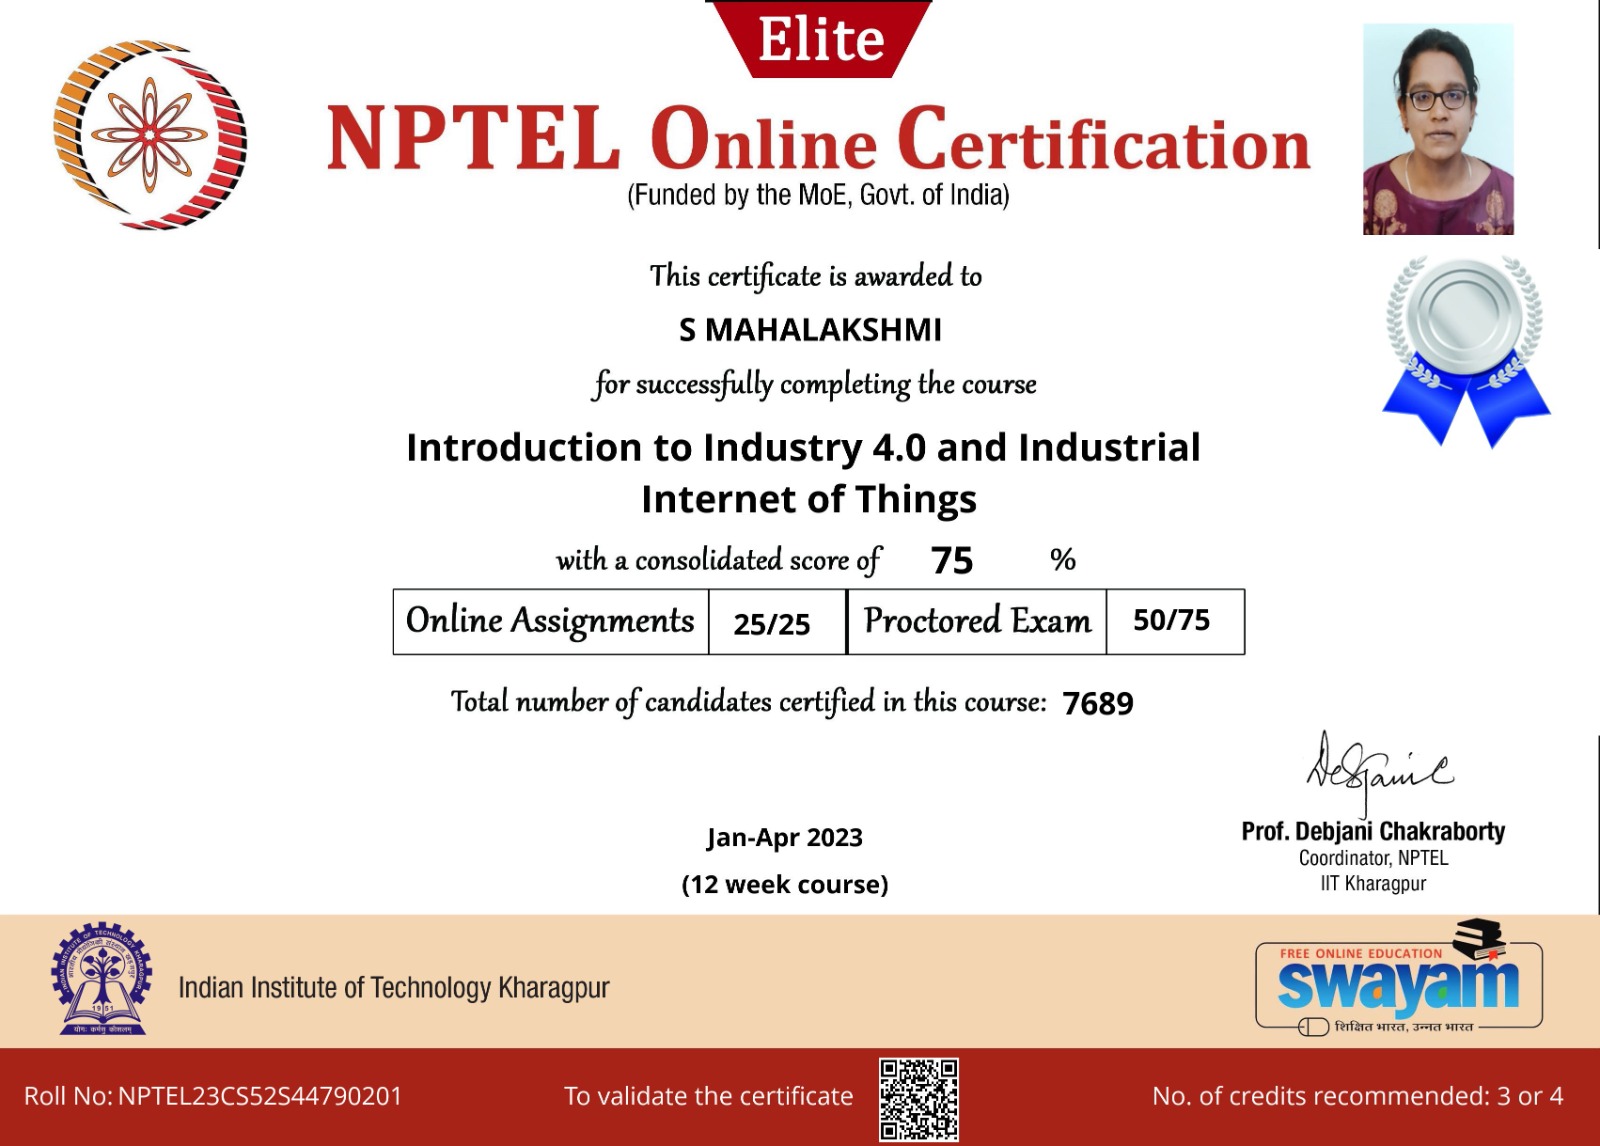 Elite
NPTEL Online Certification
(Funded by the MoE, Govt. of India)
This certificate is awarded to
S MAHALAKSHMI
for successfully completing the course
Introduction to Industry 4.0 and Industrial
Internet of Things
with a consolidated score of 75 %
Online Assignments 25/25 Proctored Exam 50/75
Total number of candidates certified in this course: 7689
Jan-Apr 2023
(12 week course)
Prof. Debjani Chakraborty
Coordinator, NPTEL
IIT Kharagpur
INDIAN INSTITUTE OF TECHNOLOGY KHARAGPUR
1951
योगः कर्मसु कौशलम्
Indian Institute of Technology Kharagpur
FREE ONLINE EDUCATION
swayam
शिक्षित भारत, उन्नत भारत
Roll No: NPTEL23CS52S44790201
To validate the certificate
No. of credits recommended: 3 or 4